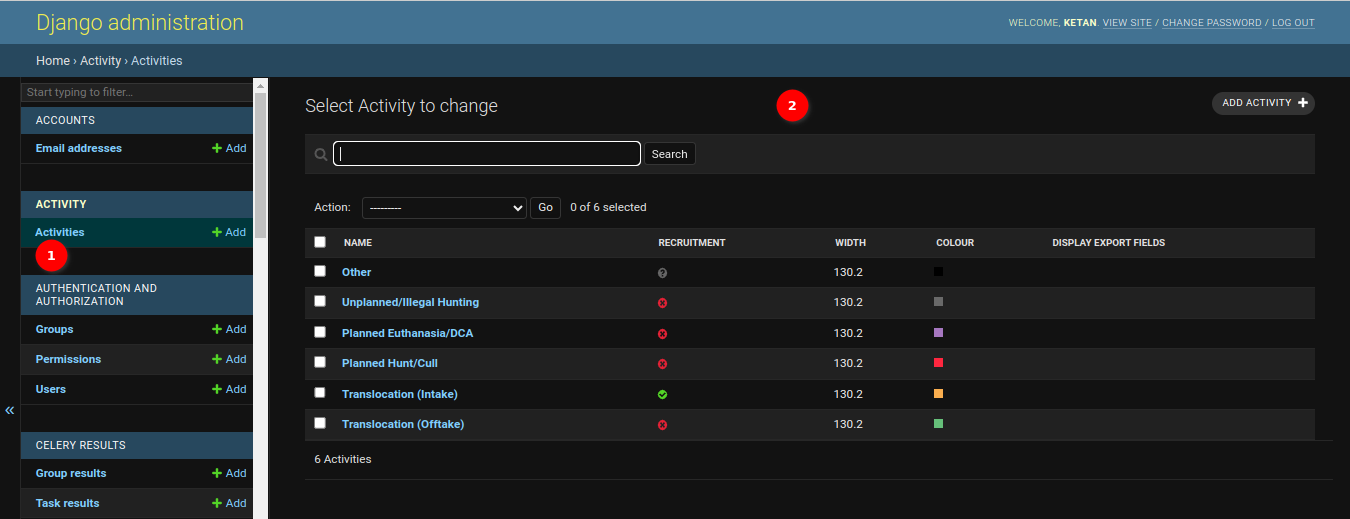 Django administration
WELCOME, KETAN. VIEW SITE / CHANGE PASSWORD / LOG OUT
Home › Activity › Activities
Start typing to filter...
ACCOUNTS
Email addresses + Add
ACTIVITY
Activities + Add
1
AUTHENTICATION AND
AUTHORIZATION
Groups + Add
Permissions + Add
Users + Add
CELERY RESULTS
Group results + Add
Task results + Add
«
Select Activity to change
2
ADD ACTIVITY +
Search
Action: --------- Go 0 of 6 selected
NAME RECRUITMENT WIDTH COLOUR DISPLAY EXPORT FIELDS
Other ? 130.2
Unplanned/Illegal Hunting 130.2
Planned Euthanasia/DCA 130.2
Planned Hunt/Cull 130.2
Translocation (Intake) 130.2
Translocation (Offtake) 130.2
6 Activities